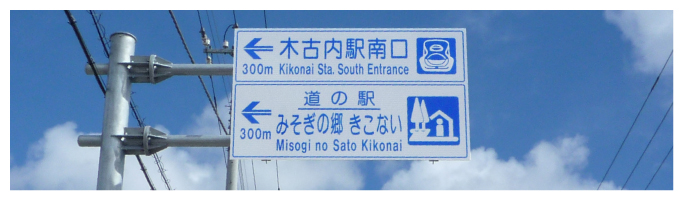 木古内駅南口
300m Kikonai Sta. South Entrance
道の駅
みそぎの郷 きこない
300m
Misogi no Sato Kikonai